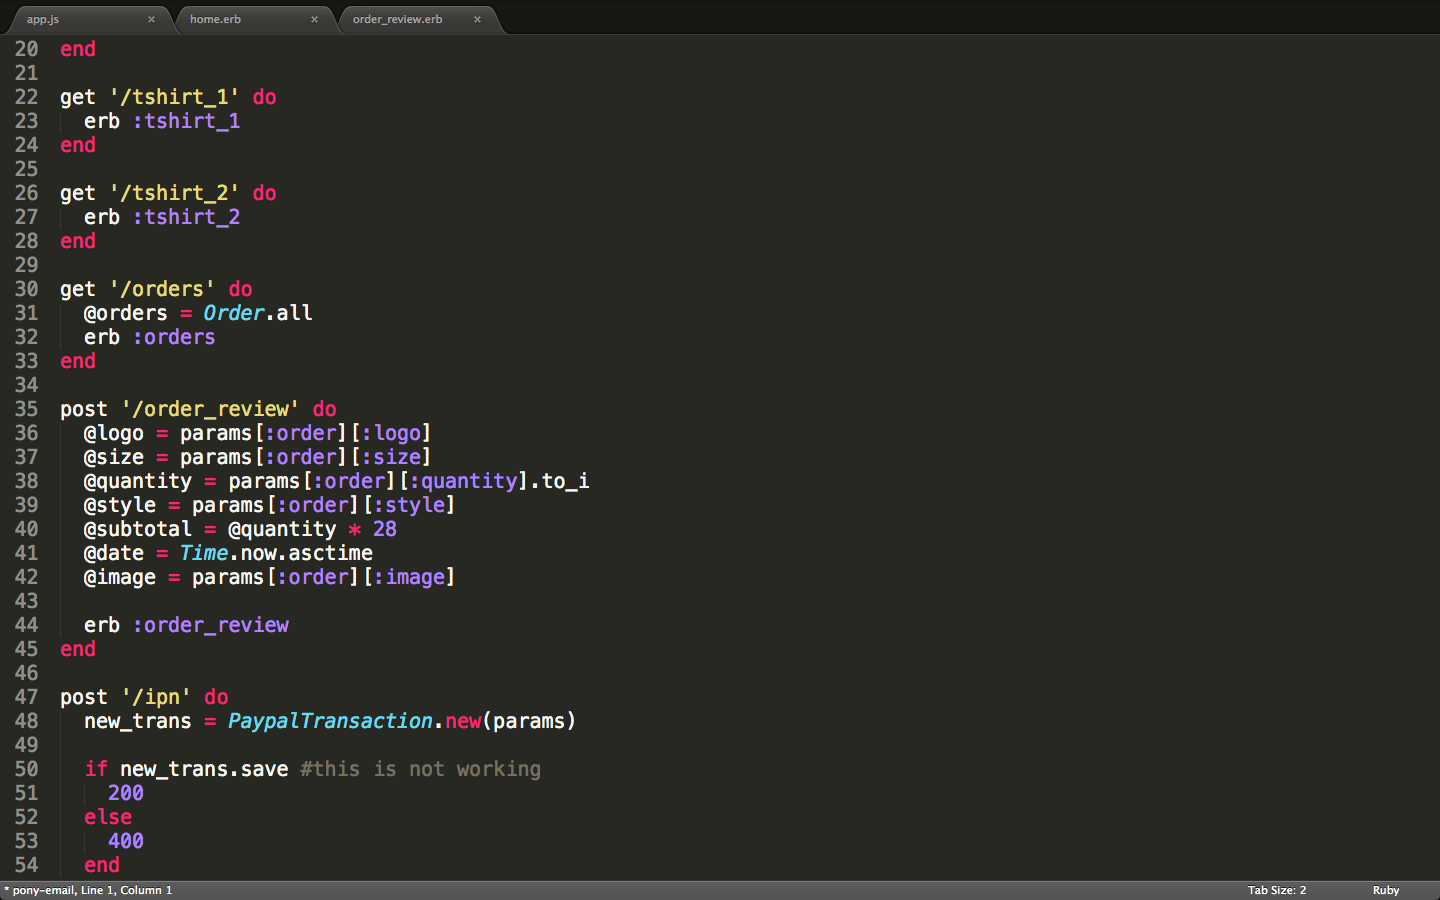 app.js × home.erb × order_review.erb ×
20 end
21
22 get '/tshirt_1' do
23 erb :tshirt_1
24 end
25
26 get '/tshirt_2' do
27 erb :tshirt_2
28 end
29
30 get '/orders' do
31 @orders = Order.all
32 erb :orders
33 end
34
35 post '/order_review' do
36 @logo = params[:order][:logo]
37 @size = params[:order][:size]
38 @quantity = params[:order][:quantity].to_i
39 @style = params[:order][:style]
40 @subtotal = @quantity * 28
41 @date = Time.now.asctime
42 @image = params[:order][:image]
43
44 erb :order_review
45 end
46
47 post '/ipn' do
48 new_trans = PaypalTransaction.new(params)
49
50 if new_trans.save #this is not working
51 200
52 else
53 400
54 end
* pony-email, Line 1, Column 1 Tab Size: 2 Ruby